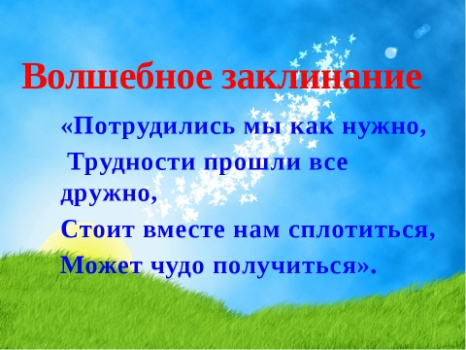 Волшебное заклинание
«Потрудились мы как нужно,
Трудности прошли все
дружно,
Стоит вместе нам сплотиться,
Может чудо получиться».